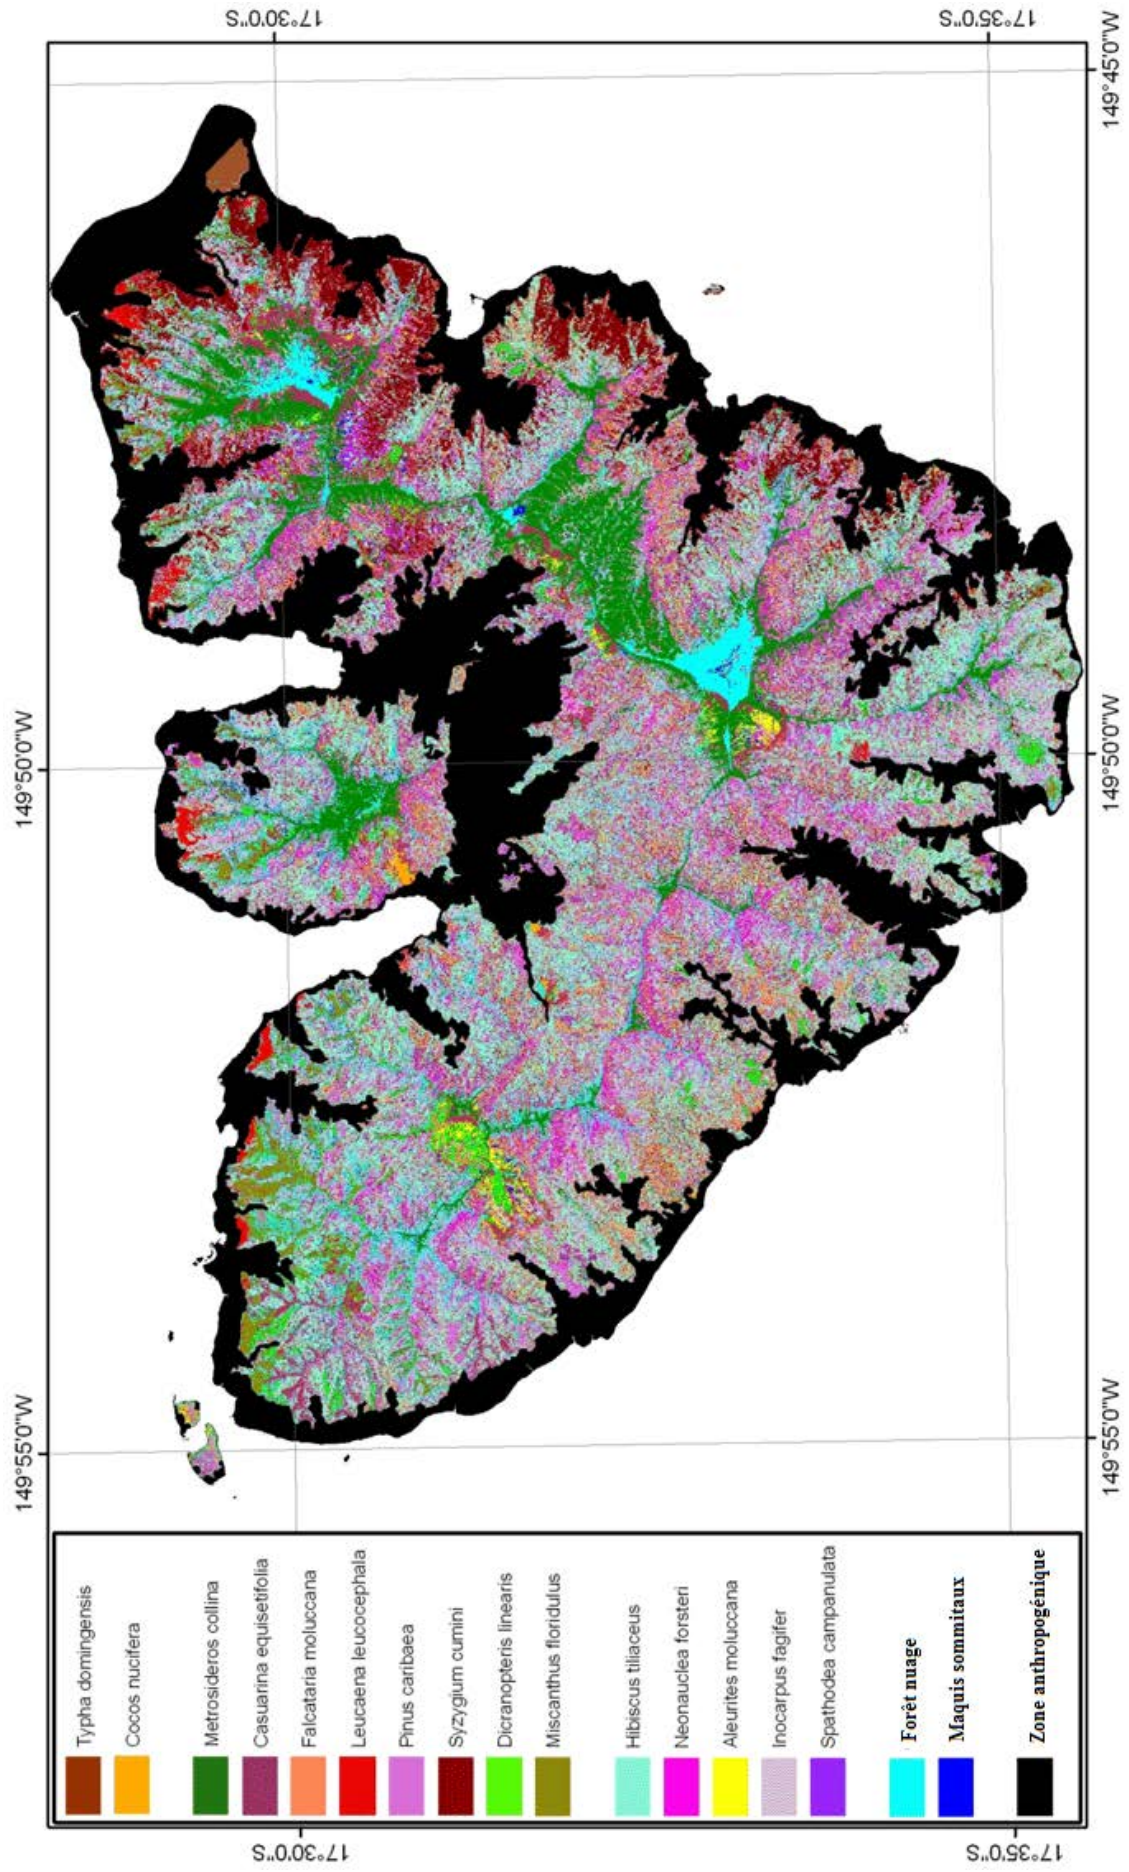 17°30'0"S
17°35'0"S
149°45'0"W
149°50'0"W
149°50'0"W
149°55'0"W
149°55'0"W
17°30'0"S
17°35'0"S
Typha domingensis
Cocos nucifera
Metrosideros collina
Casuarina equisetifolia
Falcataria moluccana
Leucaena leucocephala
Pinus caribaea
Syzygium cumini
Dicranopteris linearis
Miscanthus floridulus
Hibiscus tiliaceus
Neonauclea forsteri
Aleurites moluccana
Inocarpus fagifer
Spathodea campanulata
Forêt nuage
Maquis sommitaux
Zone anthropogénique